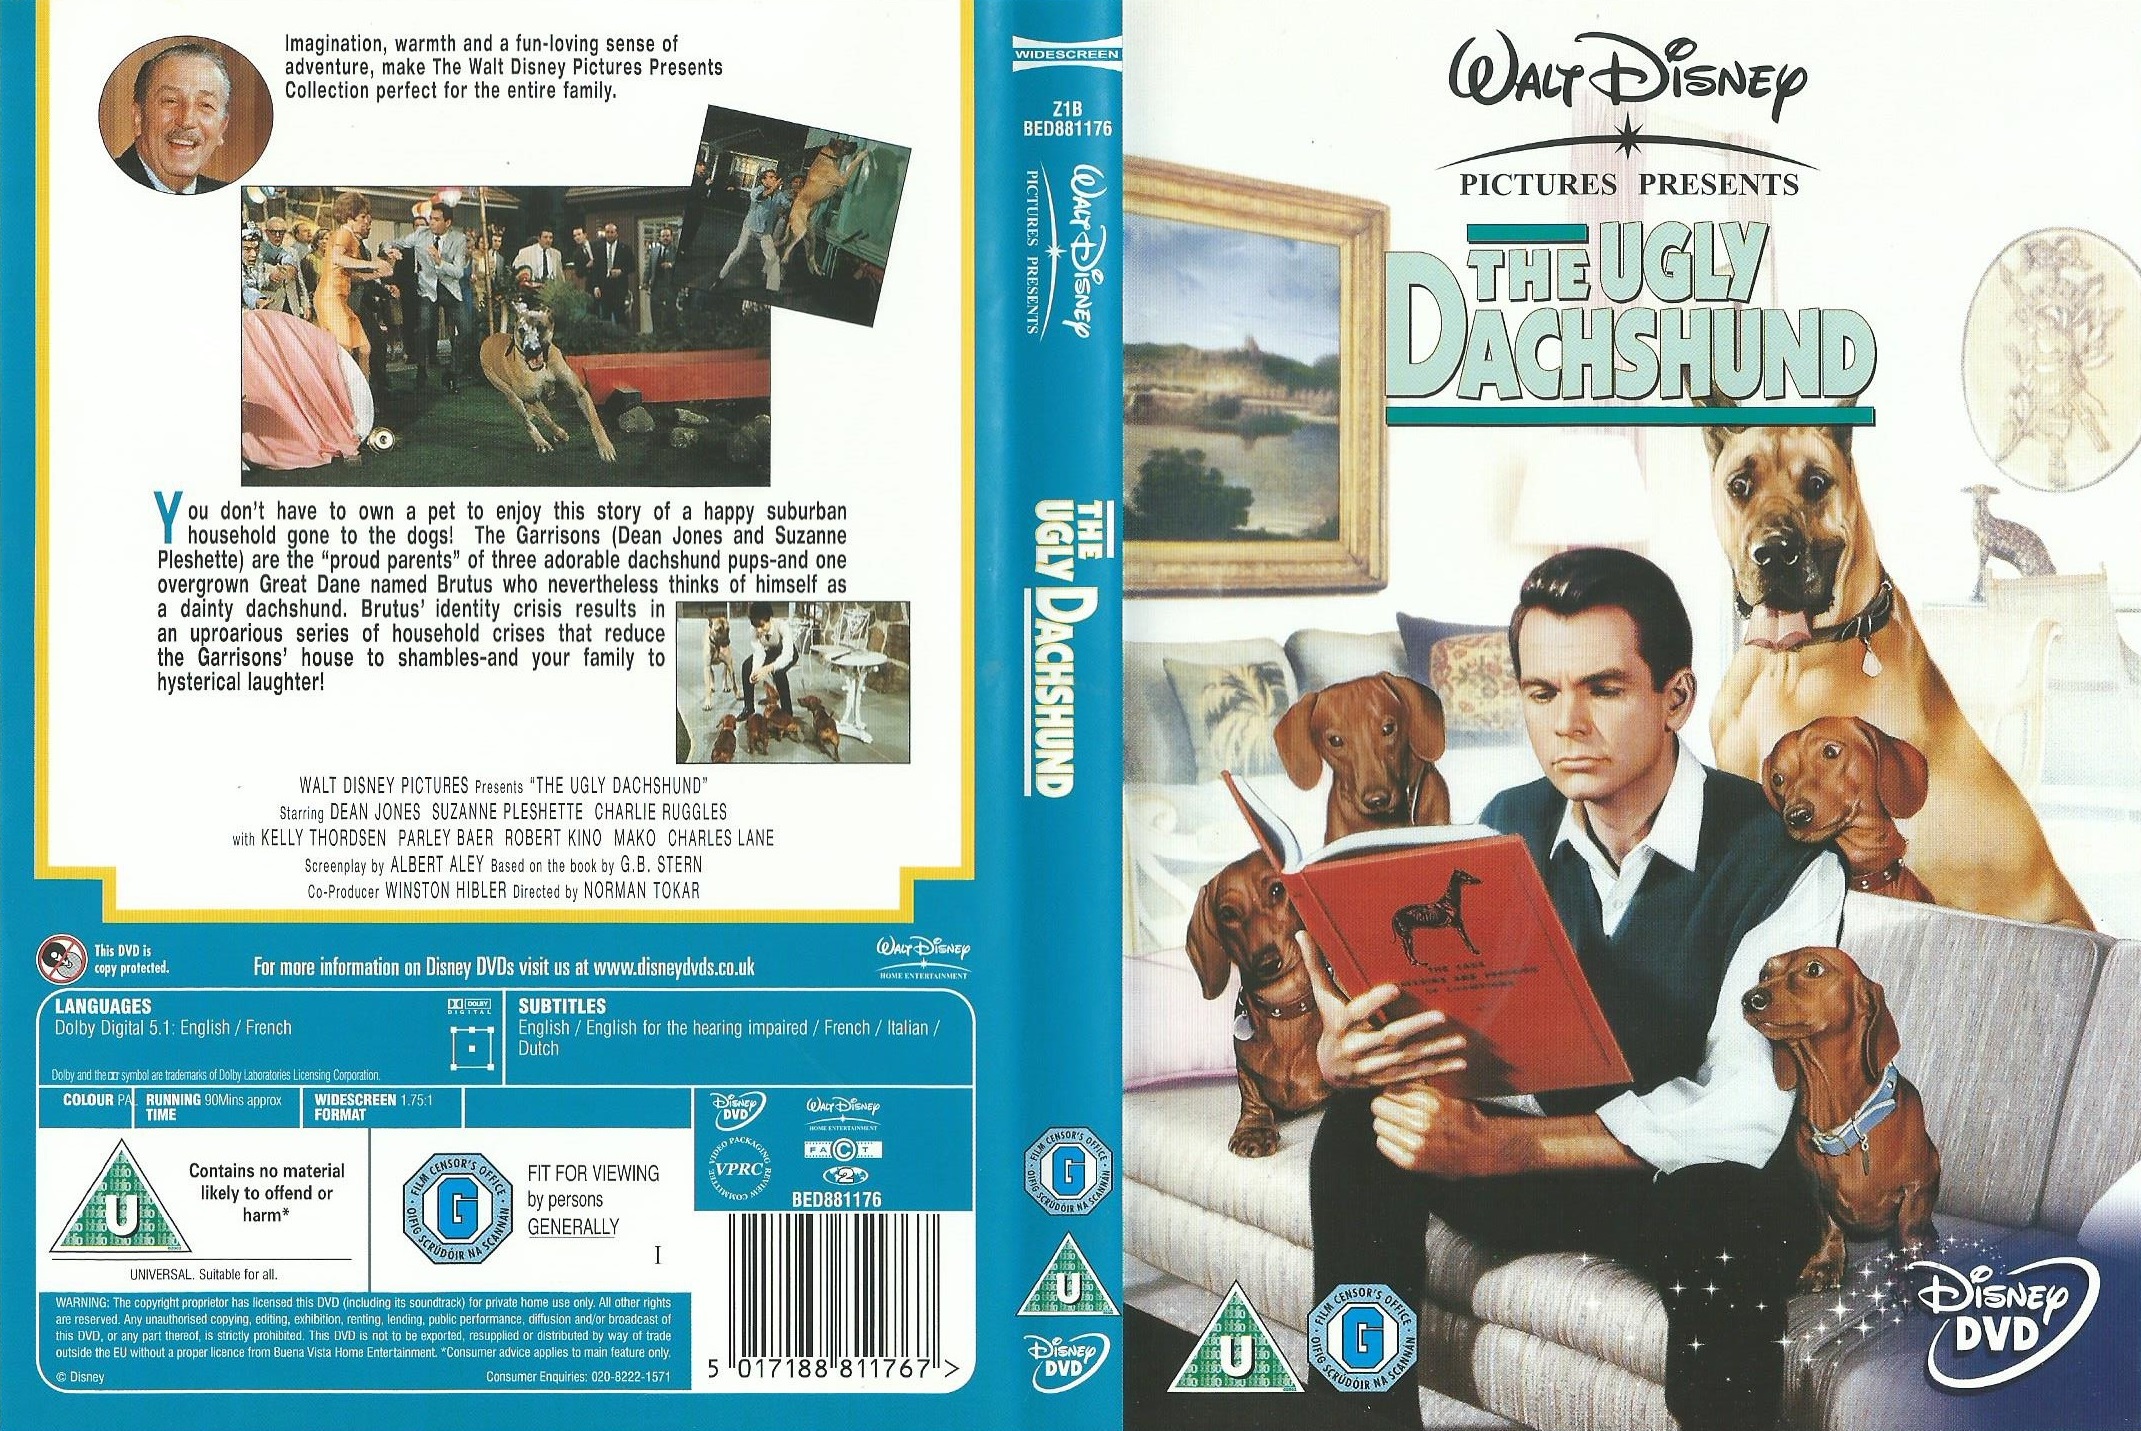 Imagination, warmth and a fun-loving sense of
adventure, make The Walt Disney Pictures Presents
Collection perfect for the entire family.
You don't have to own a pet to enjoy this story of a happy suburban
household gone to the dogs! The Garrisons (Dean Jones and Suzanne
Pleshette) are the “proud parents” of three adorable dachshund pups-and one
overgrown Great Dane named Brutus who nevertheless thinks of himself as
a dainty dachshund. Brutus' identity crisis results in
an uproarious series of household crises that reduce
the Garrisons' house to shambles-and your family to
hysterical laughter!
WALT DISNEY PICTURES Presents “THE UGLY DACHSHUND”
Starring DEAN JONES SUZANNE PLESHETTE CHARLIE RUGGLES
with KELLY THORDSEN PARLEY BAER ROBERT KINO MAKO CHARLES LANE
Screenplay by ALBERT ALEY Based on the book by G.B. STERN
Co-Producer WINSTON HIBLER Directed by NORMAN TOKAR
This DVD is
copy protected.
For more information on Disney DVDs visit us at www.disneydvds.co.uk
WALT DISNEY
HOME ENTERTAINMENT
LANGUAGES
Dolby Digital 5.1: English / French
DOLBY
DIGITAL
Dolby and the symbol are trademarks of Dolby Laboratories Licensing Corporation.
SUBTITLES
English / English for the hearing impaired / French / Italian /
Dutch
COLOUR PAL
RUNNING 90Mins approx
TIME
WIDESCREEN 1.75:1
FORMAT
U
Contains no material
likely to offend or
harm*
UNIVERSAL. Suitable for all.
FILM CENSOR'S OFFICE
G
OIFIG SCRÚDÓIR NA SCANNÁN
FIT FOR VIEWING
by persons
GENERALLY
I
DISNEY
DVD
WALT DISNEY
HOME ENTERTAINMENT
VIDEO PACKAGING
VPRC
REVIEW COMMITTEE
FACT
2
BED881176
5 017188 811767 >
WARNING: The copyright proprietor has licensed this DVD (including its soundtrack) for private home use only. All other rights
are reserved. Any unauthorised copying, editing, exhibition, renting, lending, public performance, diffusion and/or broadcast of
this DVD, or any part thereof, is strictly prohibited. This DVD is not to be exported, resupplied or distributed by way of trade
outside the EU without a proper licence from Buena Vista Home Entertainment. *Consumer advice applies to main feature only.
© Disney
Consumer Enquiries: 020-8222-1571
WIDESCREEN
Z1B
BED881176
WALT DISNEY
PICTURES PRESENTS
THE
UGLY DACHSHUND
FILM CENSOR'S OFFICE
G
OIFIG SCRÚDÓIR NA SCANNÁN
U
DISNEY
DVD
WALT DISNEY
PICTURES PRESENTS
THE UGLY
DACHSHUND
THE CARE
U
FILM CENSOR'S OFFICE
G
OIFIG SCRÚDÓIR NA SCANNÁN
DISNEY
DVD